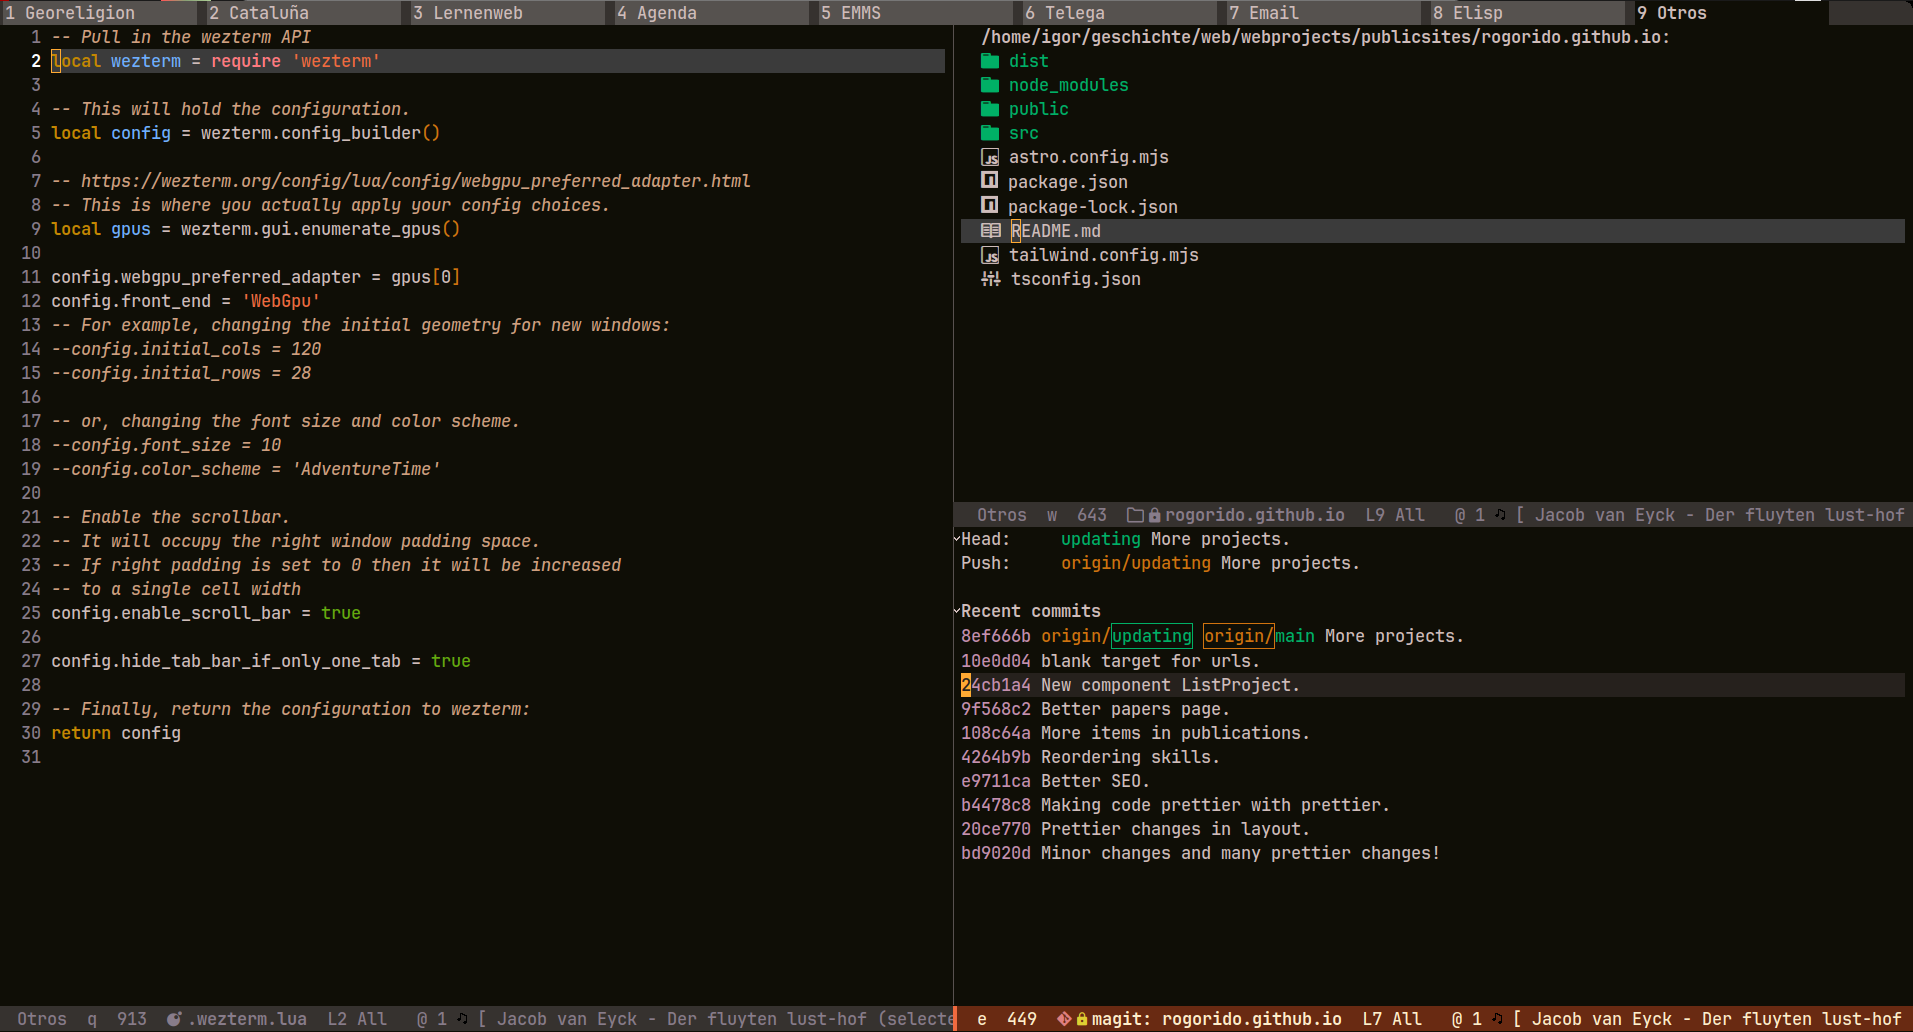 1 Georeligion 2 Cataluña 3 Lernenweb 4 Agenda 5 EMMS 6 Telega 7 Email 8 Elisp 9 Otros
1 -- Pull in the wezterm API
2 local wezterm = require 'wezterm'
3
4 -- This will hold the configuration.
5 local config = wezterm.config_builder()
6
7 -- https://wezterm.org/config/lua/config/webgpu_preferred_adapter.html
8 -- This is where you actually apply your config choices.
9 local gpus = wezterm.gui.enumerate_gpus()
10
11 config.webgpu_preferred_adapter = gpus[0]
12 config.front_end = 'WebGpu'
13 -- For example, changing the initial geometry for new windows:
14 --config.initial_cols = 120
15 --config.initial_rows = 28
16
17 -- or, changing the font size and color scheme.
18 --config.font_size = 10
19 --config.color_scheme = 'AdventureTime'
20
21 -- Enable the scrollbar.
22 -- It will occupy the right window padding space.
23 -- If right padding is set to 0 then it will be increased
24 -- to a single cell width
25 config.enable_scroll_bar = true
26
27 config.hide_tab_bar_if_only_one_tab = true
28
29 -- Finally, return the configuration to wezterm:
30 return config
31
Otros q 913 .wezterm.lua L2 All @ 1 ♫ [ Jacob van Eyck - Der fluyten lust-hof (selecte
/home/igor/geschichte/web/webprojects/publicsites/rogorido.github.io:
dist
node_modules
public
src
astro.config.mjs
package.json
package-lock.json
README.md
tailwind.config.mjs
tsconfig.json
Otros w 643 rogorido.github.io L9 All @ 1 ♫ [ Jacob van Eyck - Der fluyten lust-hof
Head: updating More projects.
Push: origin/updating More projects.
Recent commits
8ef666b origin/updating origin/main More projects.
10e0d04 blank target for urls.
24cb1a4 New component ListProject.
9f568c2 Better papers page.
108c64a More items in publications.
4264b9b Reordering skills.
e9711ca Better SEO.
b4478c8 Making code prettier with prettier.
20ce770 Prettier changes in layout.
bd9020d Minor changes and many prettier changes!
e 449 magit: rogorido.github.io L7 All @ 1 ♫ [ Jacob van Eyck - Der fluyten lust-hof